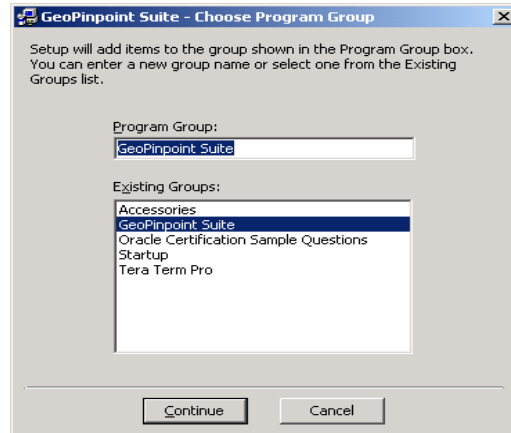 GeoPinpoint Suite - Choose Program Group
Setup will add items to the group shown in the Program Group box.
You can enter a new group name or select one from the Existing
Groups list.
Program Group:
GeoPinpoint Suite
Existing Groups:
Accessories
GeoPinpoint Suite
Oracle Certification Sample Questions
Startup
Tera Term Pro
Continue
Cancel